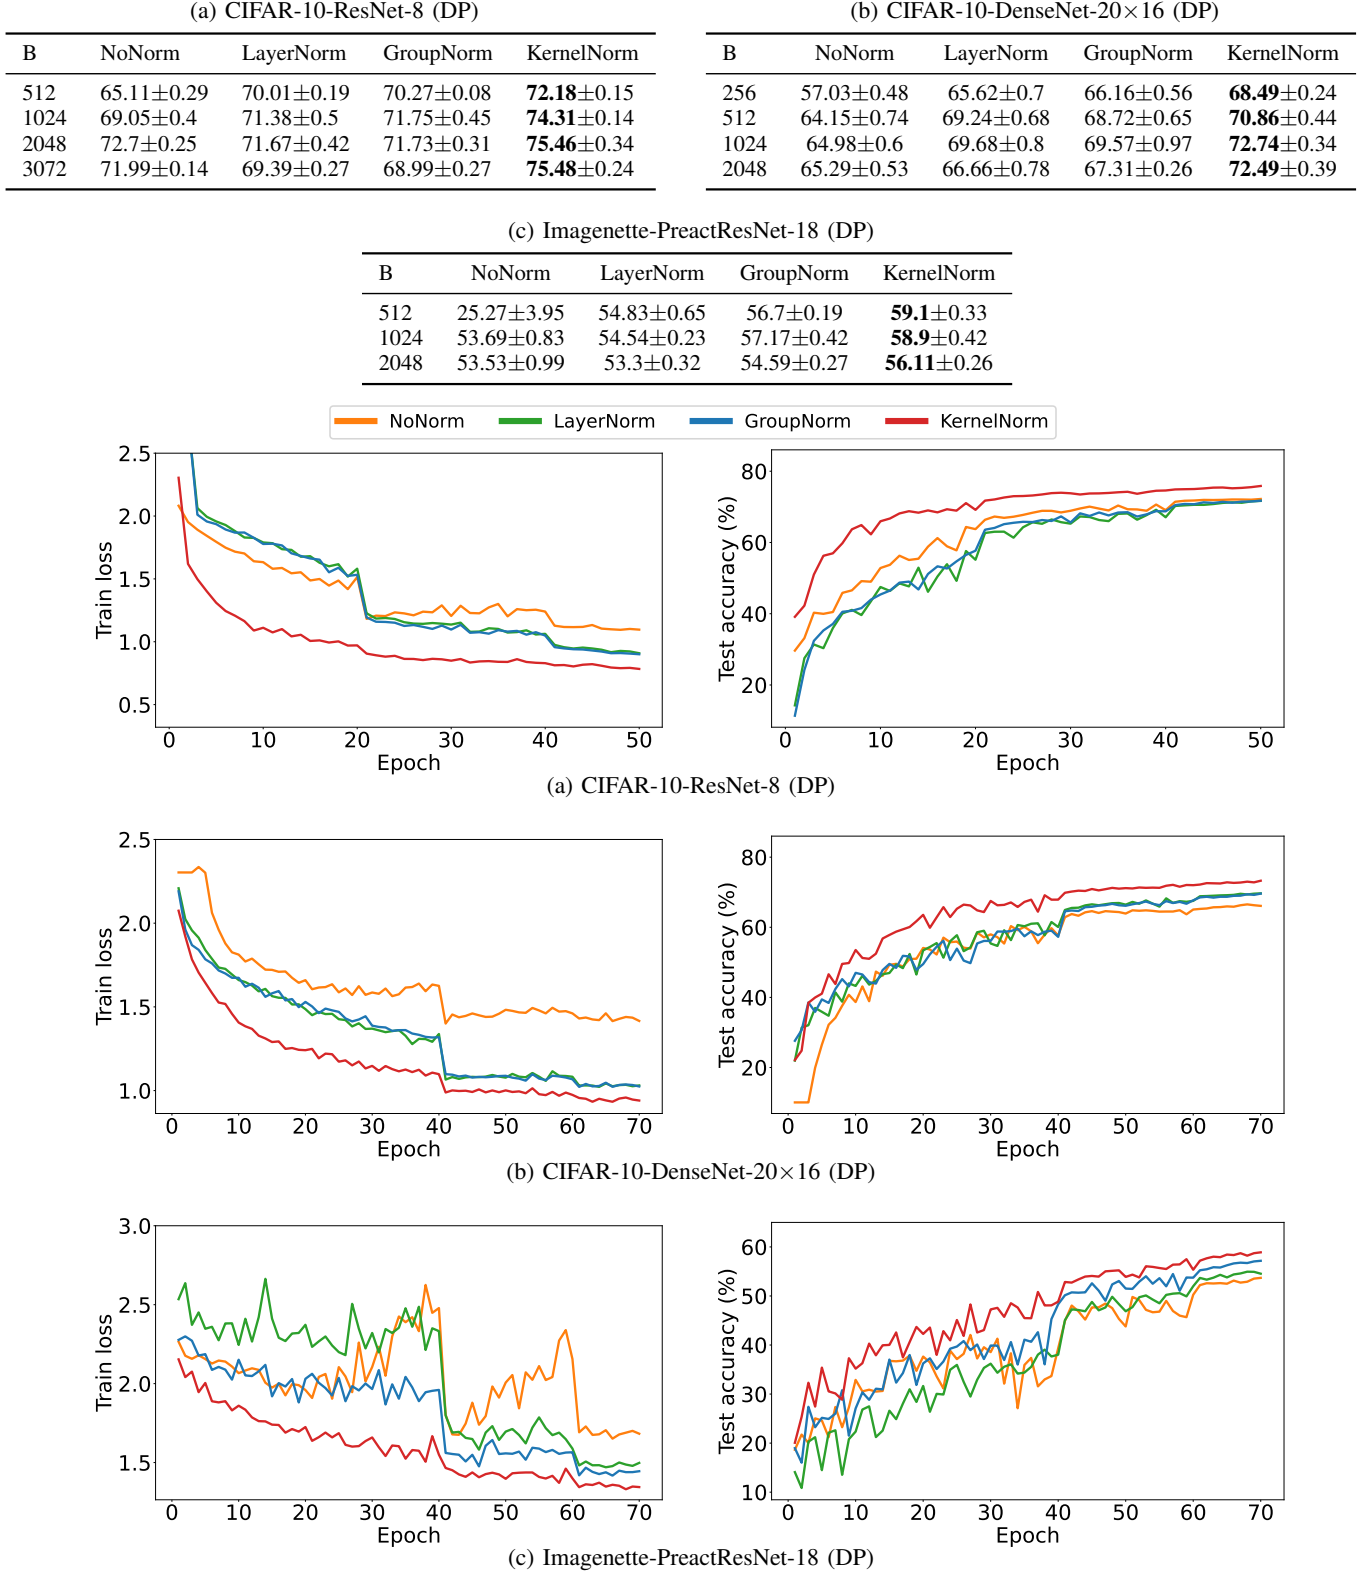 (a) CIFAR-10-ResNet-8 (DP)
B NoNorm LayerNorm GroupNorm KernelNorm
512 65.11±0.29 70.01±0.19 70.27±0.08 72.18±0.15
1024 69.05±0.4 71.38±0.5 71.75±0.45 74.31±0.14
2048 72.7±0.25 71.67±0.42 71.73±0.31 75.46±0.34
3072 71.99±0.14 69.39±0.27 68.99±0.27 75.48±0.24
(b) CIFAR-10-DenseNet-20×16 (DP)
B NoNorm LayerNorm GroupNorm KernelNorm
256 57.03±0.48 65.62±0.7 66.16±0.56 68.49±0.24
512 64.15±0.74 69.24±0.68 68.72±0.65 70.86±0.44
1024 64.98±0.6 69.68±0.8 69.57±0.97 72.74±0.34
2048 65.29±0.53 66.66±0.78 67.31±0.26 72.49±0.39
(c) Imagenette-PreactResNet-18 (DP)
B NoNorm LayerNorm GroupNorm KernelNorm
512 25.27±3.95 54.83±0.65 56.7±0.19 59.1±0.33
1024 53.69±0.83 54.54±0.23 57.17±0.42 58.9±0.42
2048 53.53±0.99 53.3±0.32 54.59±0.27 56.11±0.26
NoNorm LayerNorm GroupNorm KernelNorm
Train loss
2.5
2.0
1.5
1.0
0.5
0 10 20 30 40 50
Epoch
Test accuracy (%)
80
60
40
20
0 10 20 30 40 50
Epoch
(a) CIFAR-10-ResNet-8 (DP)
Train loss
2.5
2.0
1.5
1.0
0 10 20 30 40 50 60 70
Epoch
Test accuracy (%)
80
60
40
20
0 10 20 30 40 50 60 70
Epoch
(b) CIFAR-10-DenseNet-20×16 (DP)
Train loss
3.0
2.5
2.0
1.5
0 10 20 30 40 50 60 70
Epoch
Test accuracy (%)
60
50
40
30
20
10
0 10 20 30 40 50 60 70
Epoch
(c) Imagenette-PreactResNet-18 (DP)